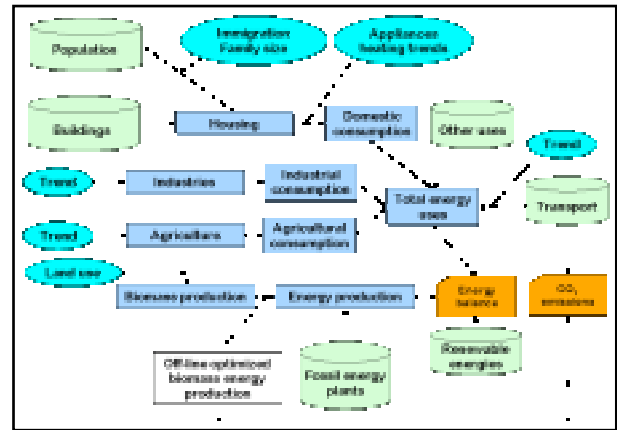 Population
Immigration
Family size
Appliances
heating trends
Buildings
Housing
Domestic
consumption
Other uses
Trend
Trend
Industries
Industrial
consumption
Total energy
uses
Transport
Trend
Agriculture
Agricultural
consumption
Land use
Biomass production
Energy production
Energy
balance
CO₂
emissions
Off-line optimized
biomass energy
production
Fossil energy
plants
Renewable
energies